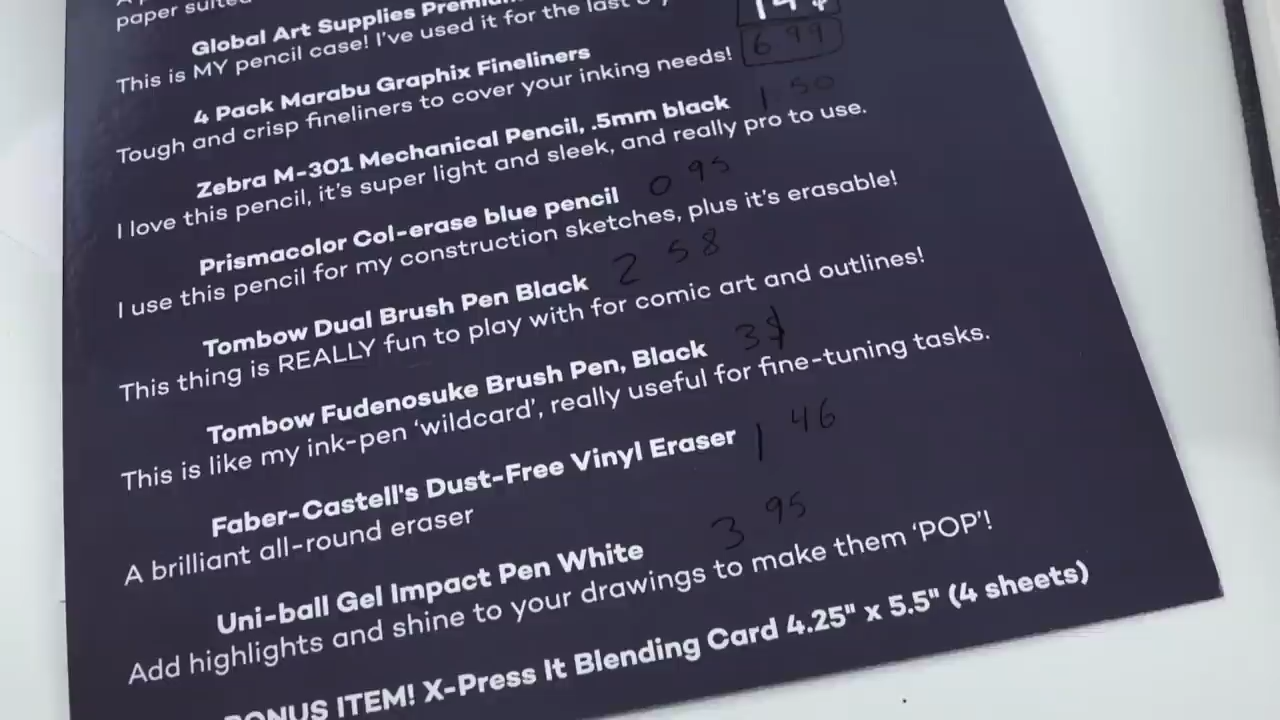 paper suited
Global Art Supplies Premium
This is MY pencil case! I've used it for the last
4 Pack Marabu Graphix Fineliners 6 99
Tough and crisp fineliners to cover your inking needs!
Zebra M-301 Mechanical Pencil, .5mm black 1 50
I love this pencil, it's super light and sleek, and really pro to use.
Prismacolor Col-erase blue pencil 0 95
I use this pencil for my construction sketches, plus it's erasable!
Tombow Dual Brush Pen Black 2 58
This thing is REALLY fun to play with for comic art and outlines!
Tombow Fudenosuke Brush Pen, Black 3$
This is like my ink-pen 'wildcard', really useful for fine-tuning tasks.
Faber-Castell's Dust-Free Vinyl Eraser 1 46
A brilliant all-round eraser
Uni-ball Gel Impact Pen White 3 95
Add highlights and shine to your drawings to make them 'POP'!
BONUS ITEM! X-Press It Blending Card 4.25" x 5.5" (4 sheets)